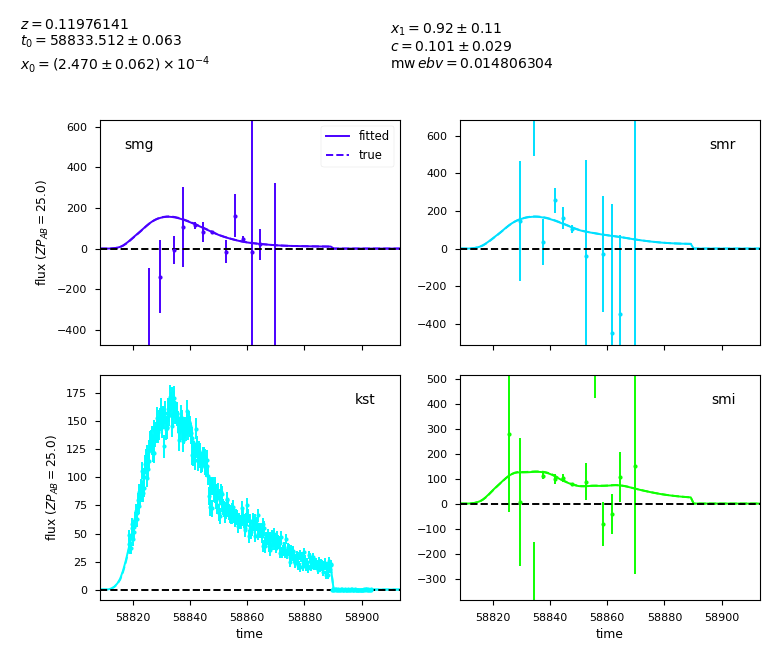 z = 0.11976141
t₀ = 58833.512 ± 0.063
x₀ = (2.470 ± 0.062) × 10⁻⁴
x₁ = 0.92 ± 0.11
c = 0.101 ± 0.029
mw ebv = 0.014806304
smg
fitted
true
600
400
200
0
−200
−400
flux (ZP_AB = 25.0)
smr
600
400
200
0
−200
−400
kst
175
150
125
100
75
50
25
0
flux (ZP_AB = 25.0)
58820 58840 58860 58880 58900
time
smi
500
400
300
200
100
0
−100
−200
−300
58820 58840 58860 58880 58900
time